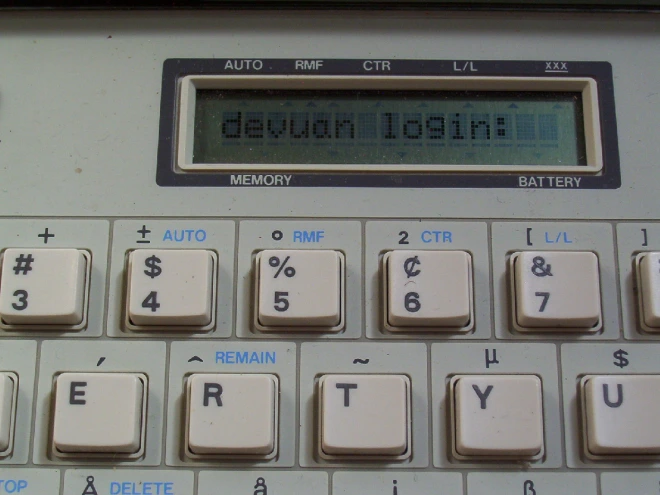 AUTO RMF CTR L/L xxx
devuan login:
MEMORY BATTERY
+ ± AUTO ° RMF 2 CTR [ L/L ]
# $ % ¢ &
3 4 5 6 7
´ ^ REMAIN ~ µ $
E R T Y U
TOP Å DELETE å ¡ ß